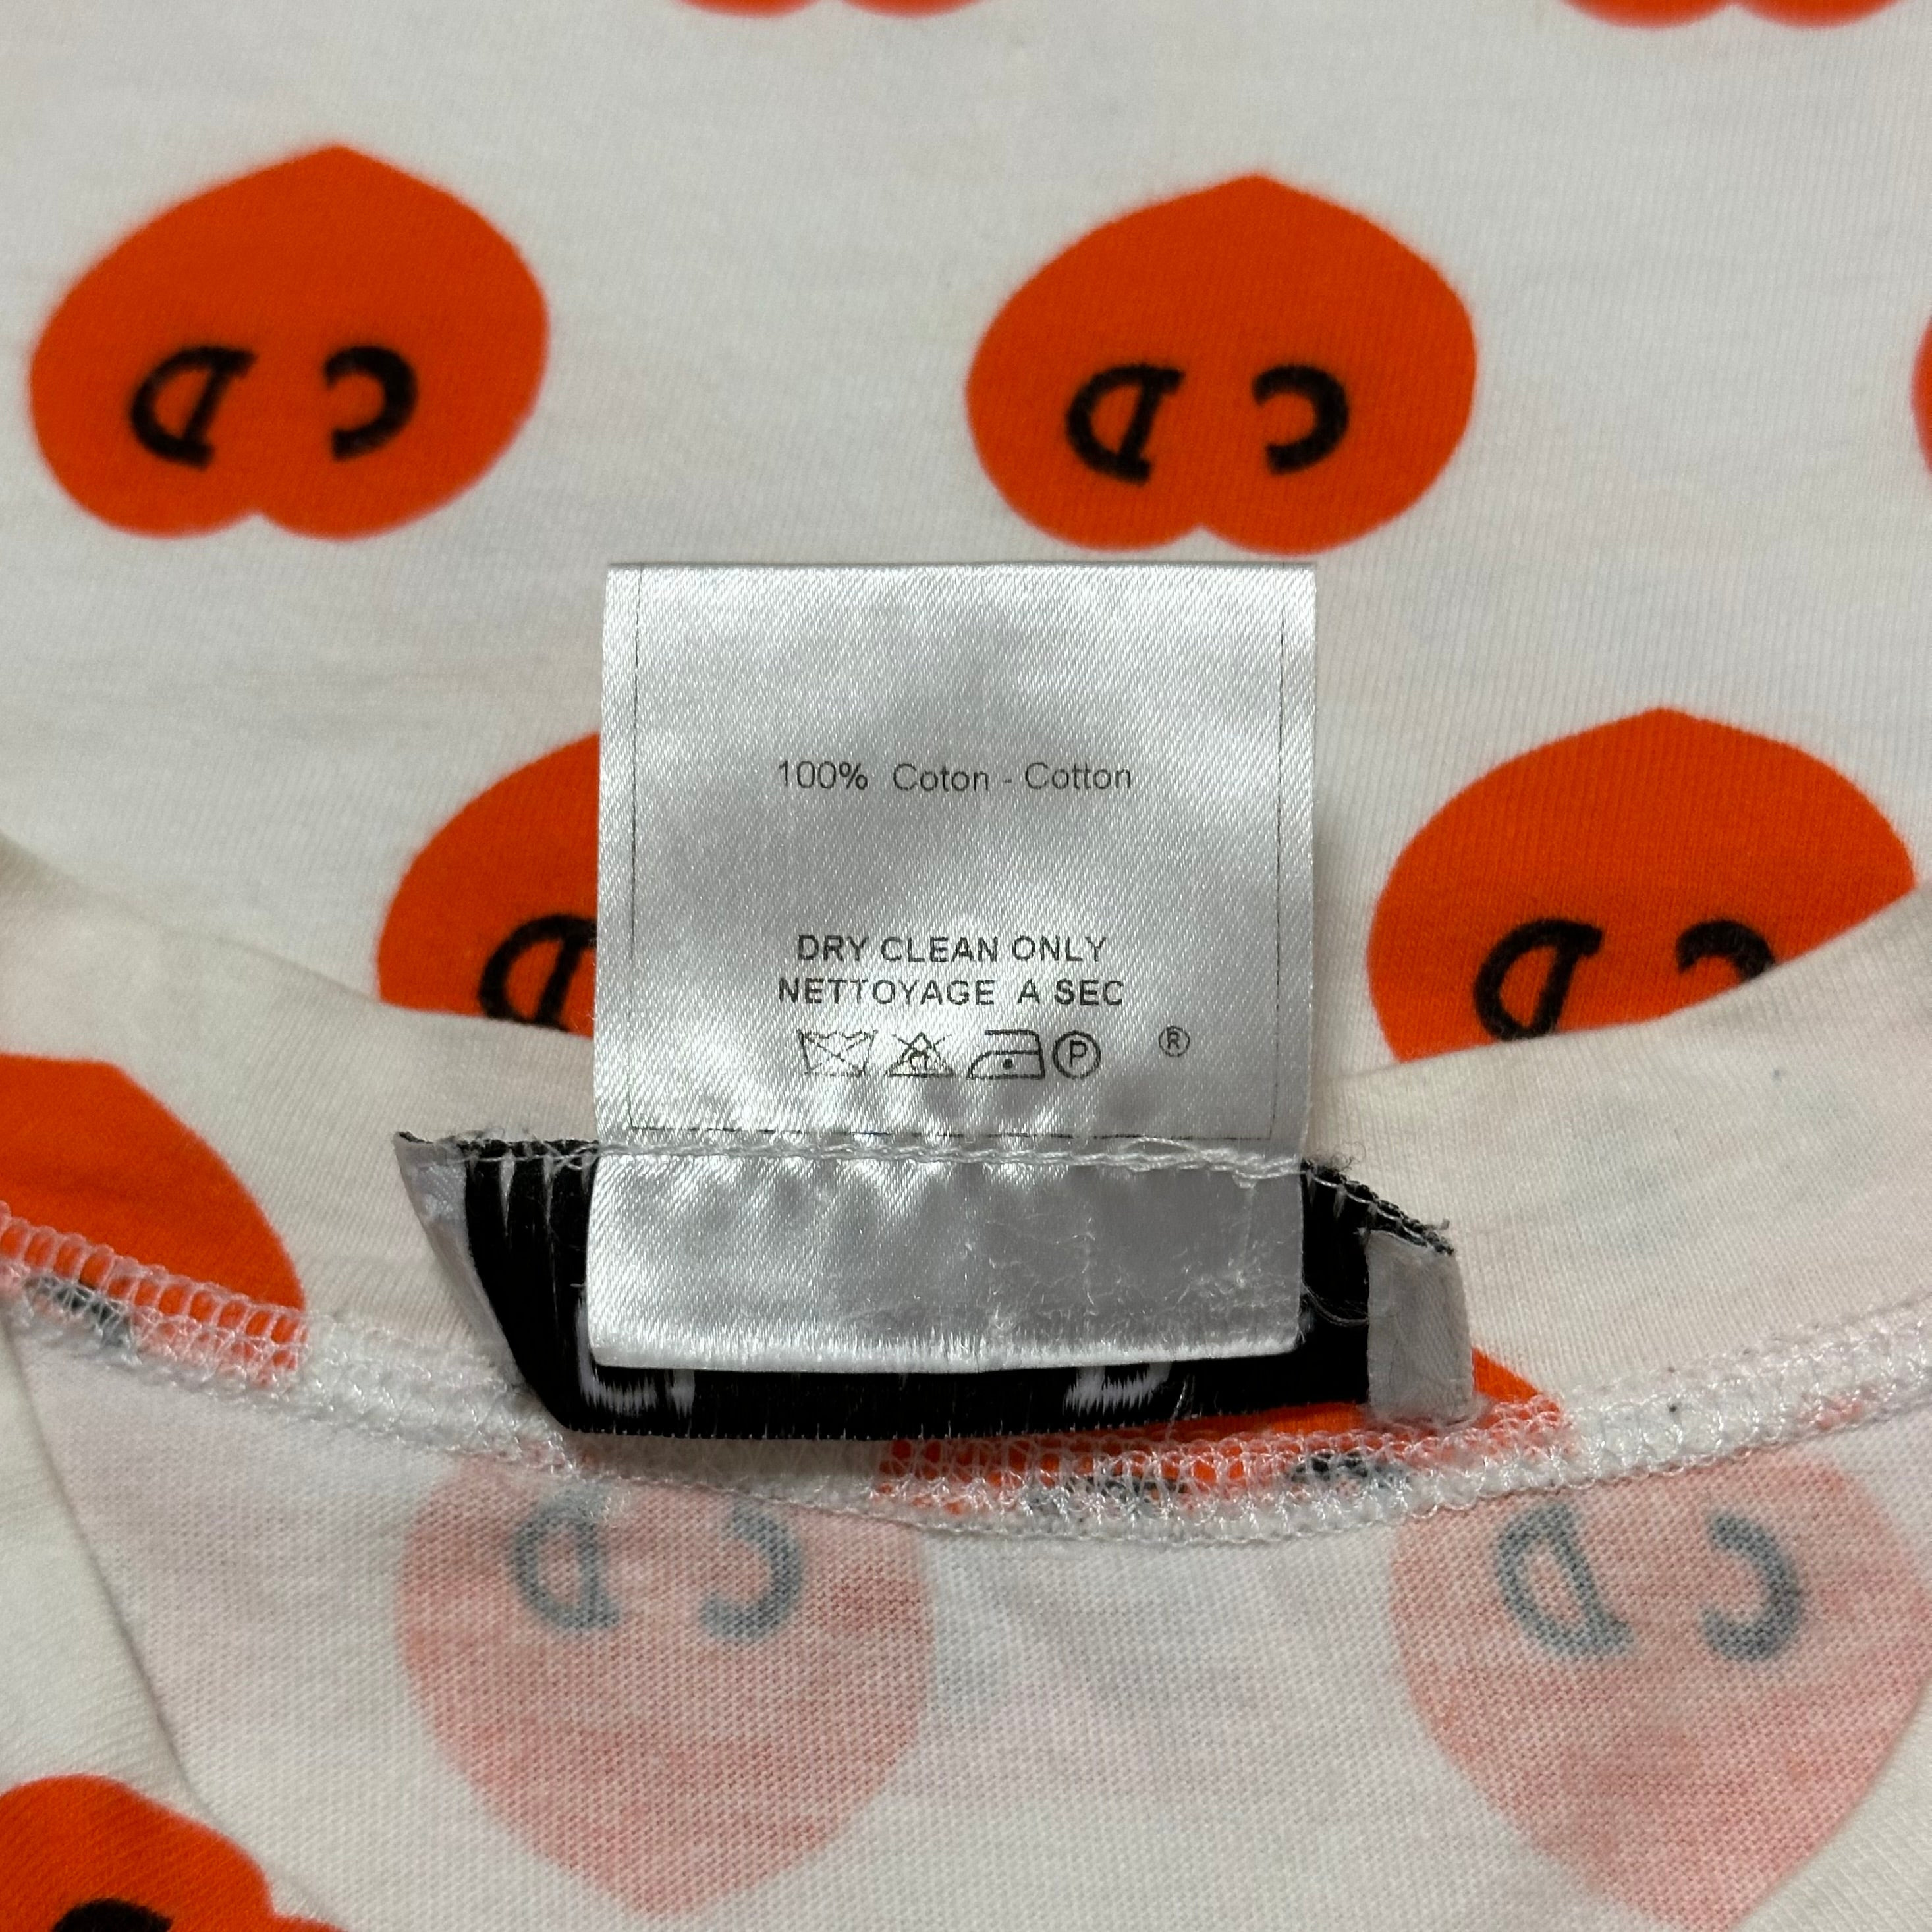 C D
C D
100% Coton - Cotton
D
C D
DRY CLEAN ONLY
NETTOYAGE A SEC
P ®
C D
C D